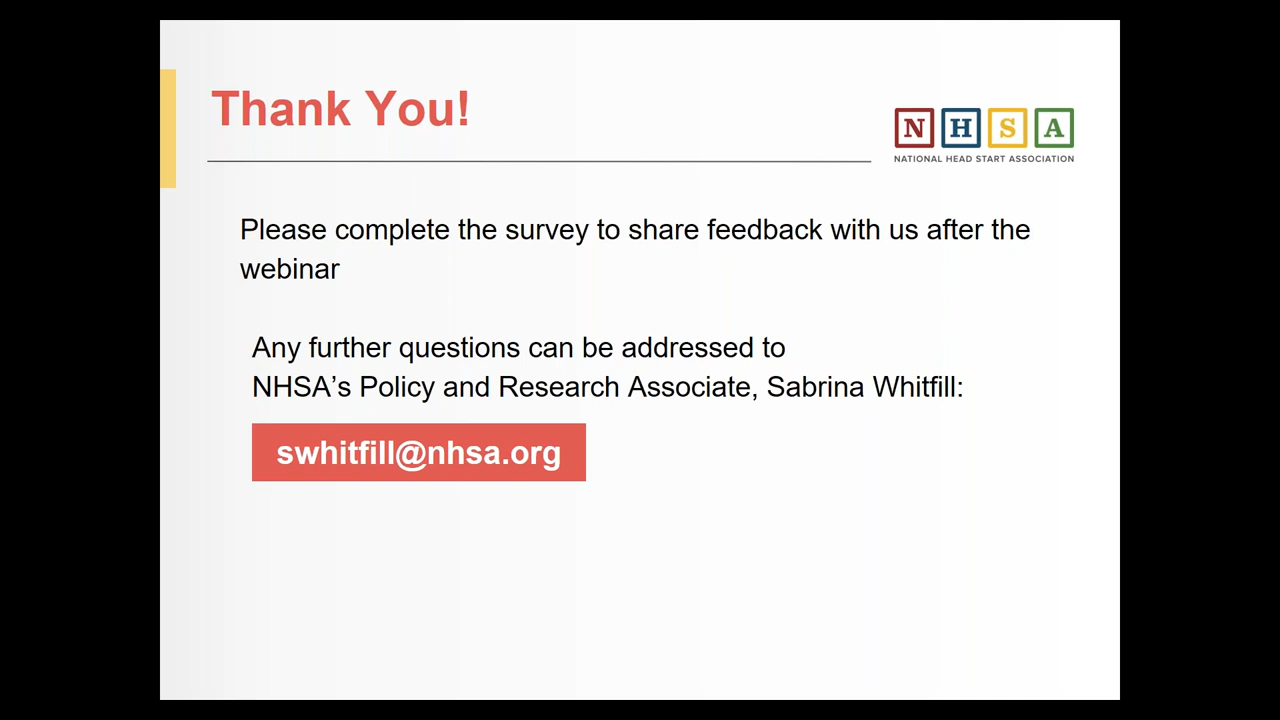 Thank You!
N H S A
NATIONAL HEAD START ASSOCIATION
Please complete the survey to share feedback with us after the
webinar
Any further questions can be addressed to
NHSA’s Policy and Research Associate, Sabrina Whitfill:
swhitfill@nhsa.org